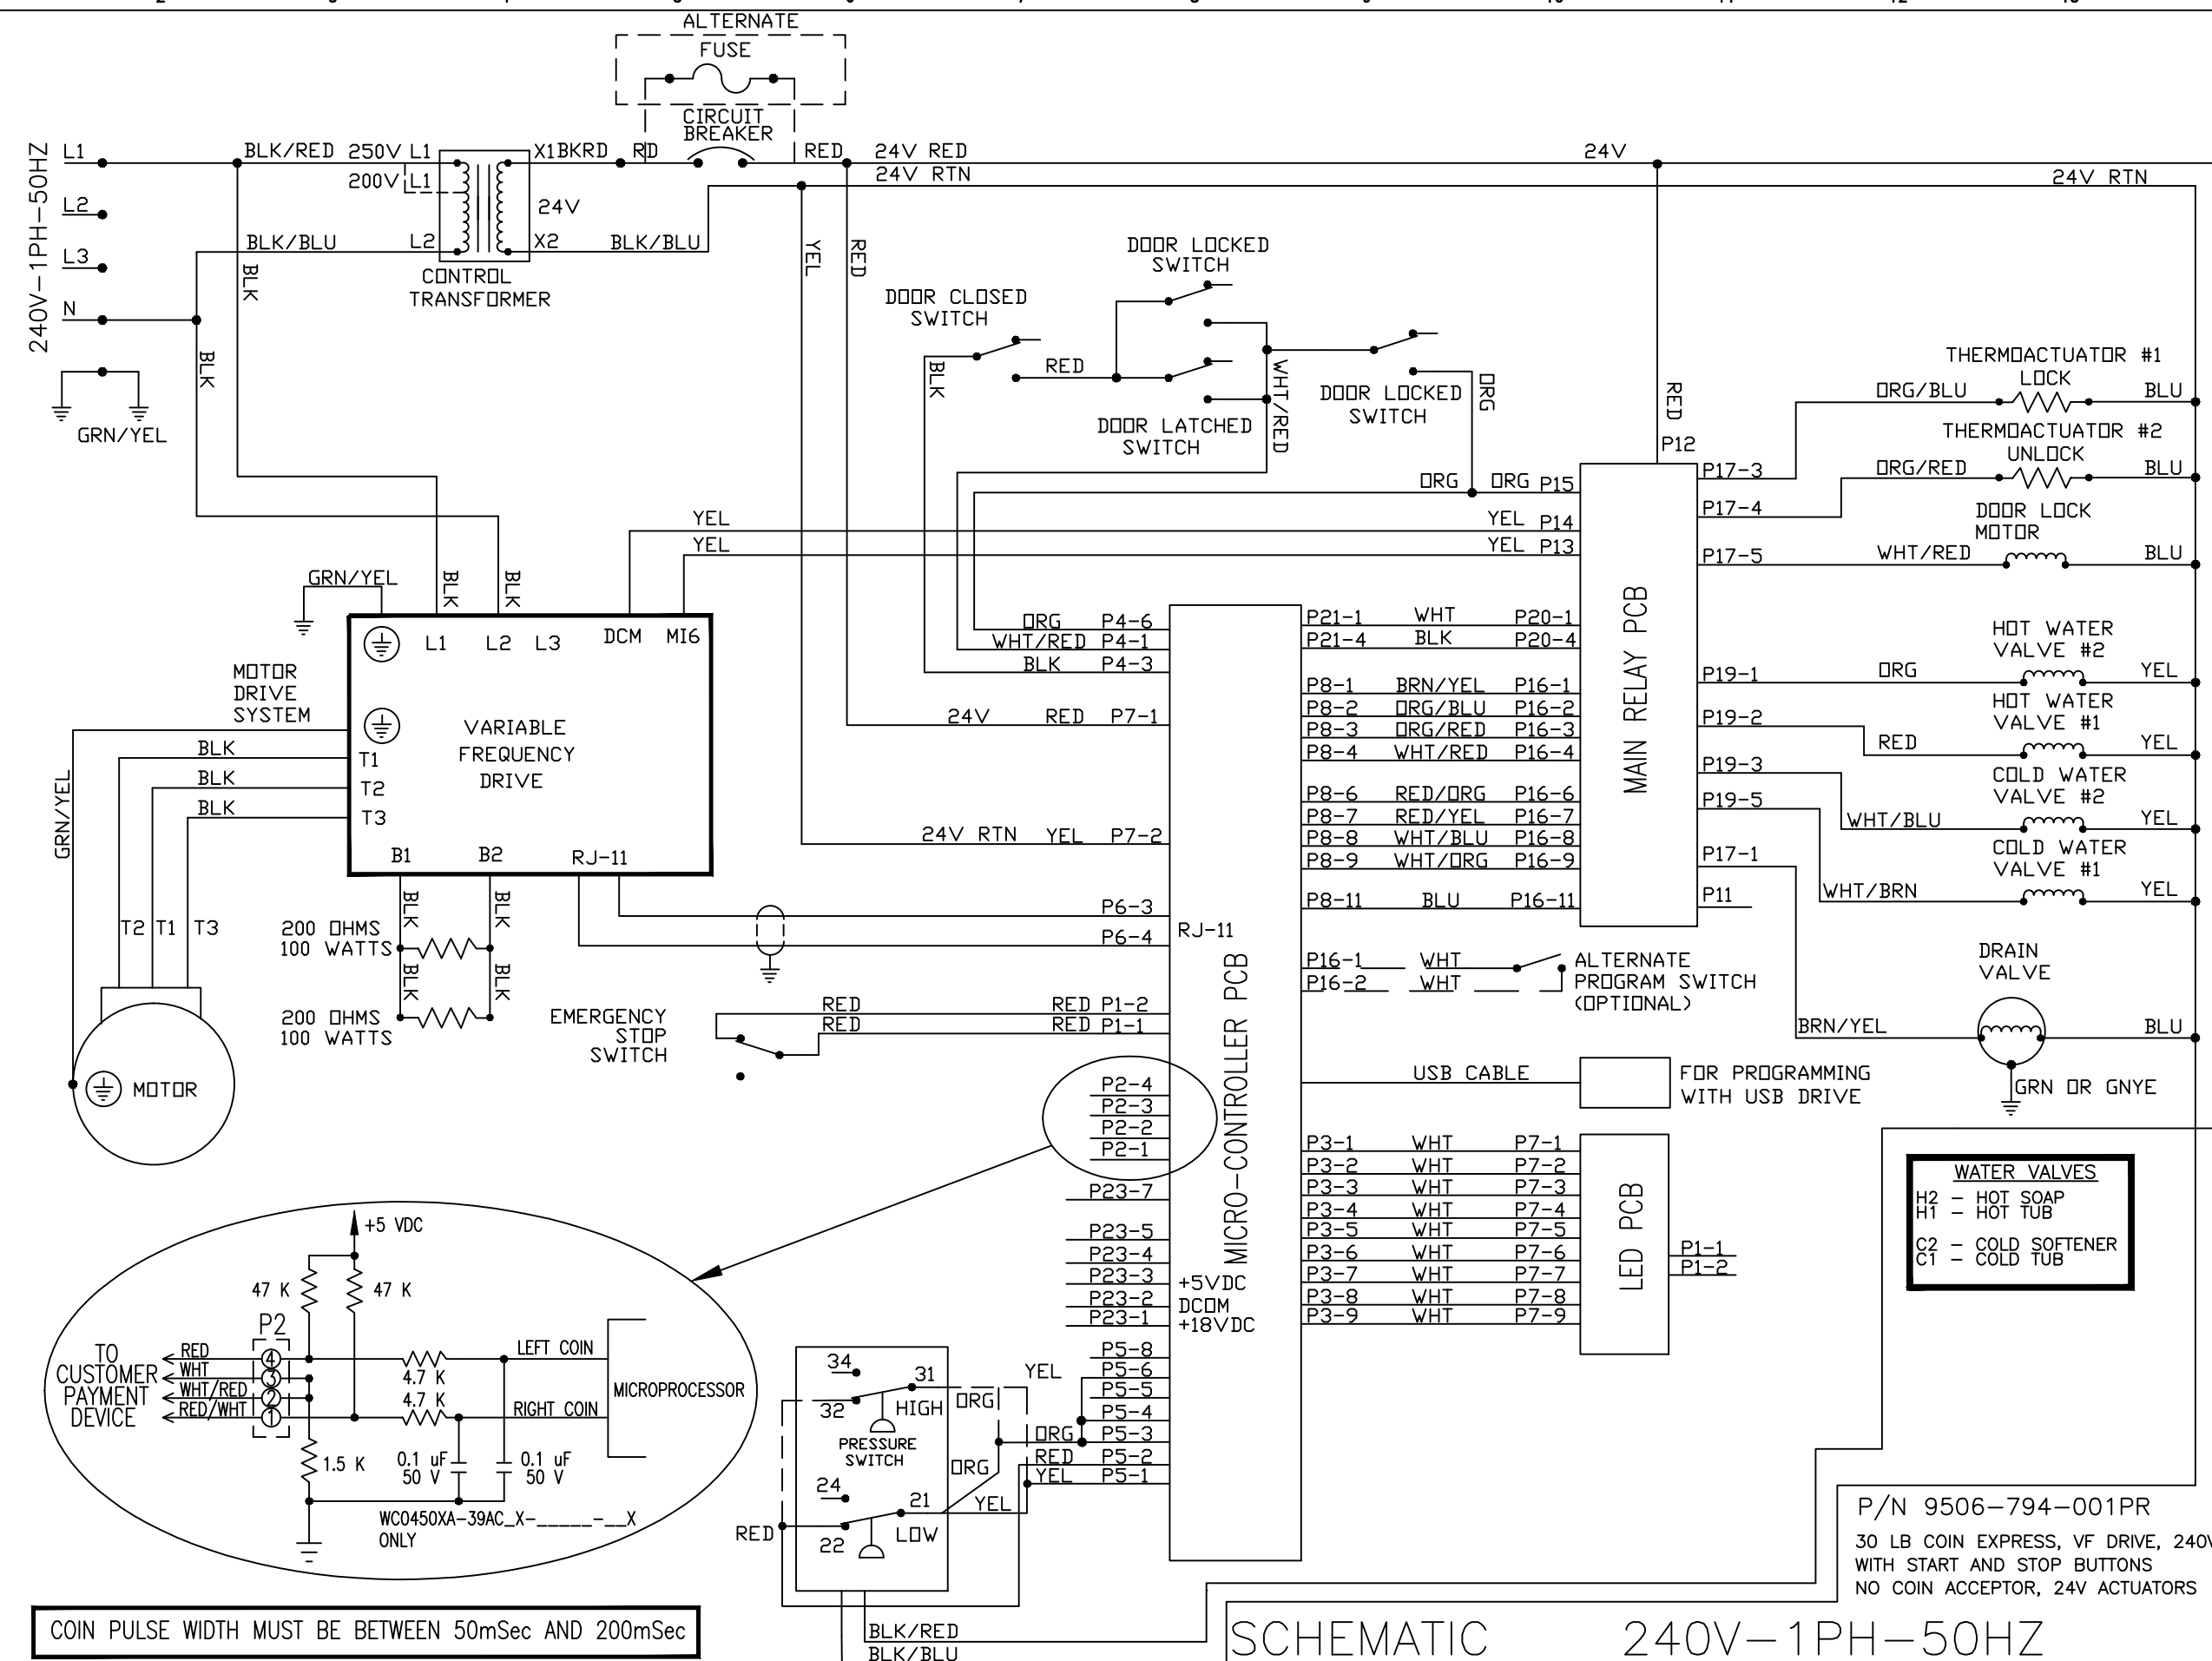 ALTERNATE
FUSE
CIRCUIT
BREAKER
240V-1PH-50HZ
L1
L2
L3
N
GRN/YEL
BLK/RED
250V L1
200V L1
BLK/BLU
L2
BLK
BLK
CONTROL
TRANSFORMER
X1 BKRD
24V
X2
BLK/BLU
RD
RED
24V RED
24V RTN
24V
24V RTN
YEL
RED
DOOR CLOSED
SWITCH
DOOR LOCKED
SWITCH
DOOR LATCHED
SWITCH
DOOR LOCKED
SWITCH
BLK
RED
WHT/RED
ORG
RED
P12
ORG
ORG P15
YEL
YEL P14
YEL
YEL P13
THERMOACTUATOR #1
LOCK
P17-3
ORG/BLU
BLU
THERMOACTUATOR #2
UNLOCK
P17-4
ORG/RED
BLU
DOOR LOCK
MOTOR
P17-5
WHT/RED
BLU
HOT WATER
VALVE #2
P19-1
ORG
YEL
HOT WATER
VALVE #1
P19-2
RED
YEL
COLD WATER
VALVE #2
P19-3
WHT/BLU
YEL
COLD WATER
VALVE #1
P19-5
WHT/BRN
YEL
P17-1
P11
DRAIN
VALVE
BRN/YEL
BLU
GRN OR GNYE
MAIN RELAY PCB
GRN/YEL
BLK
BLK
L1
L2
L3
DCM
MI6
MOTOR
DRIVE
SYSTEM
VARIABLE
FREQUENCY
DRIVE
BLK
T1
BLK
T2
BLK
T3
B1
B2
RJ-11
GRN/YEL
T2
T1
T3
MOTOR
BLK
BLK
200 OHMS
100 WATTS
BLK
BLK
200 OHMS
100 WATTS
ORG
P4-6
WHT/RED
P4-1
BLK
P4-3
24V
RED
P7-1
24V RTN
YEL
P7-2
P6-3
P6-4
RJ-11
EMERGENCY
STOP
SWITCH
RED
RED P1-2
RED
RED P1-1
P2-4
P2-3
P2-2
P2-1
P23-7
P23-5
P23-4
P23-3
+5VDC
P23-2
DCOM
P23-1
+18VDC
P5-8
P5-6
P5-5
P5-4
ORG
P5-3
RED
P5-2
YEL
P5-1
MICRO-CONTROLLER PCB
P21-1
WHT
P20-1
P21-4
BLK
P20-4
P8-1
BRN/YEL
P16-1
P8-2
ORG/BLU
P16-2
P8-3
ORG/RED
P16-3
P8-4
WHT/RED
P16-4
P8-6
RED/ORG
P16-6
P8-7
RED/YEL
P16-7
P8-8
WHT/BLU
P16-8
P8-9
WHT/ORG
P16-9
P8-11
BLU
P16-11
P16-1
WHT
P16-2
WHT
ALTERNATE
PROGRAM SWITCH
(OPTIONAL)
USB CABLE
FOR PROGRAMMING
WITH USB DRIVE
P3-1
WHT
P7-1
P3-2
WHT
P7-2
P3-3
WHT
P7-3
P3-4
WHT
P7-4
P3-5
WHT
P7-5
P3-6
WHT
P7-6
P3-7
WHT
P7-7
P3-8
WHT
P7-8
P3-9
WHT
P7-9
LED PCB
P1-1
P1-2
WATER VALVES
H2 - HOT SOAP
H1 - HOT TUB
C2 - COLD SOFTENER
C1 - COLD TUB
+5 VDC
47 K
47 K
P2
TO
CUSTOMER
PAYMENT
DEVICE
RED
4
WHT
3
WHT/RED
2
RED/WHT
1
4.7 K
4.7 K
LEFT COIN
RIGHT COIN
MICROPROCESSOR
1.5 K
0.1 uF
50 V
0.1 uF
50 V
WC0450XA-39AC_X-_____-__X
ONLY
34
31
32
HIGH
PRESSURE
SWITCH
24
21
22
LOW
RED
YEL
ORG
ORG
YEL
BLK/RED
BLK/BLU
COIN PULSE WIDTH MUST BE BETWEEN 50mSec AND 200mSec
P/N 9506-794-001PR
30 LB COIN EXPRESS, VF DRIVE, 240V
WITH START AND STOP BUTTONS
NO COIN ACCEPTOR, 24V ACTUATORS
SCHEMATIC 240V-1PH-50HZ